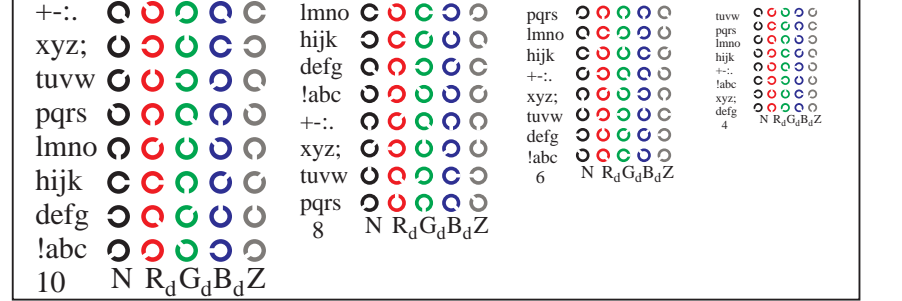 +-:.
xyz;
tuvw
pqrs
lmno
hijk
defg
!abc
10 N RdGdBdZ
lmno
hijk
defg
!abc
+-:.
xyz;
tuvw
pqrs
8 N RdGdBdZ
pqrs
lmno
hijk
+-:.
xyz;
tuvw
defg
!abc
6 N RdGdBdZ
tuvw
pqrs
lmno
hijk
+-:.
!abc
xyz;
defg
4 N RdGdBdZ